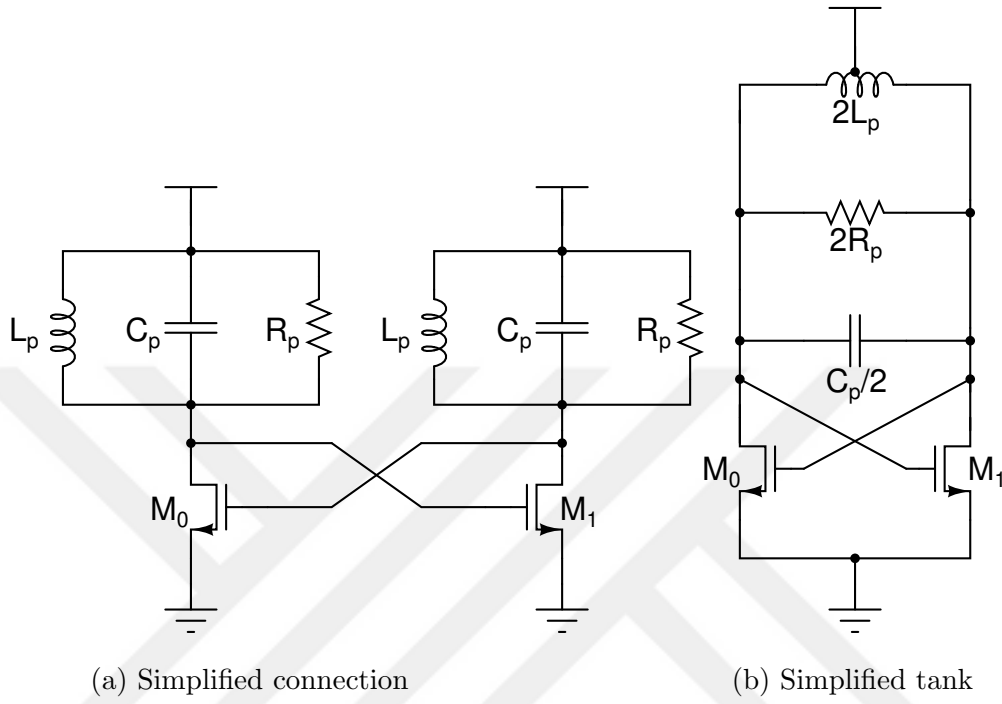 2Lₚ
2Rₚ
Lₚ Cₚ Rₚ Lₚ Cₚ Rₚ
Cₚ/2
M₀ M₁
M₀ M₁
(a) Simplified connection
(b) Simplified tank